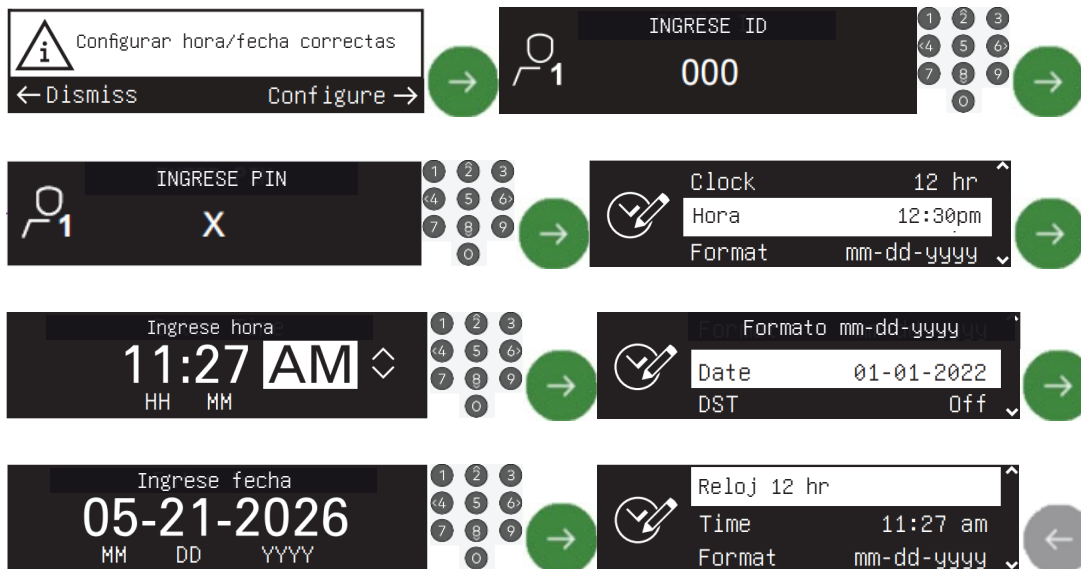 Configurar hora/fecha correctas
←Dismiss Configure→
→
INGRESE ID
1 000
1 2 3
<4 5 6>
7 8 9
0
→
INGRESE PIN
1 X
1 2 3
<4 5 6>
7 8 9
0
→
Clock 12 hr
Hora 12:30pm
Format mm-dd-yyyy
→
Ingrese hora
11:27 AM
HH MM
1 2 3
<4 5 6>
7 8 9
0
→
Formato mm-dd-yyyy
Date 01-01-2022
DST Off
→
Ingrese fecha
05-21-2026
MM DD YYYY
1 2 3
<4 5 6>
7 8 9
0
→
Reloj 12 hr
Time 11:27 am
Format mm-dd-yyyy
←